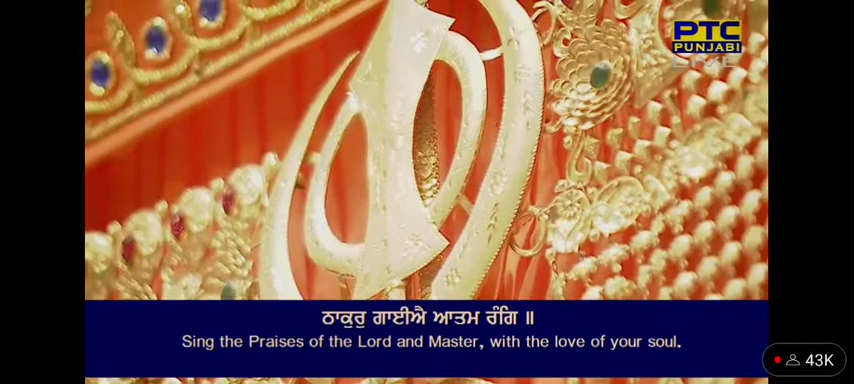 PTC
PUNJABI
LIVE
ਠਾਕੁਰੁ ਗਾਈਐ ਆਤਮ ਰੰਗਿ ॥
Sing the Praises of the Lord and Master, with the love of your soul.
43K